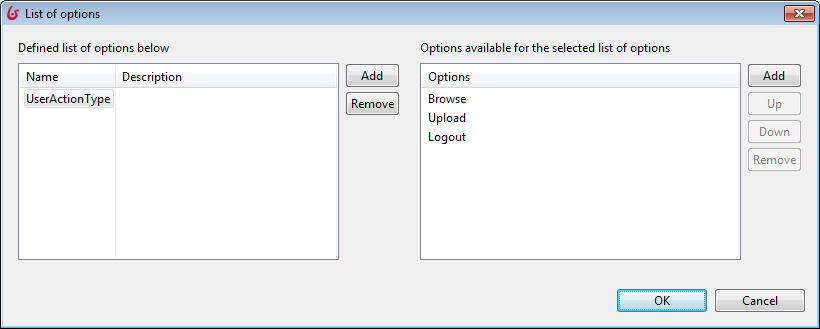 List of options
Defined list of options below
Name Description
UserActionType
Add
Remove
Options available for the selected list of options
Options
Browse
Upload
Logout
Add
Up
Down
Remove
OK Cancel